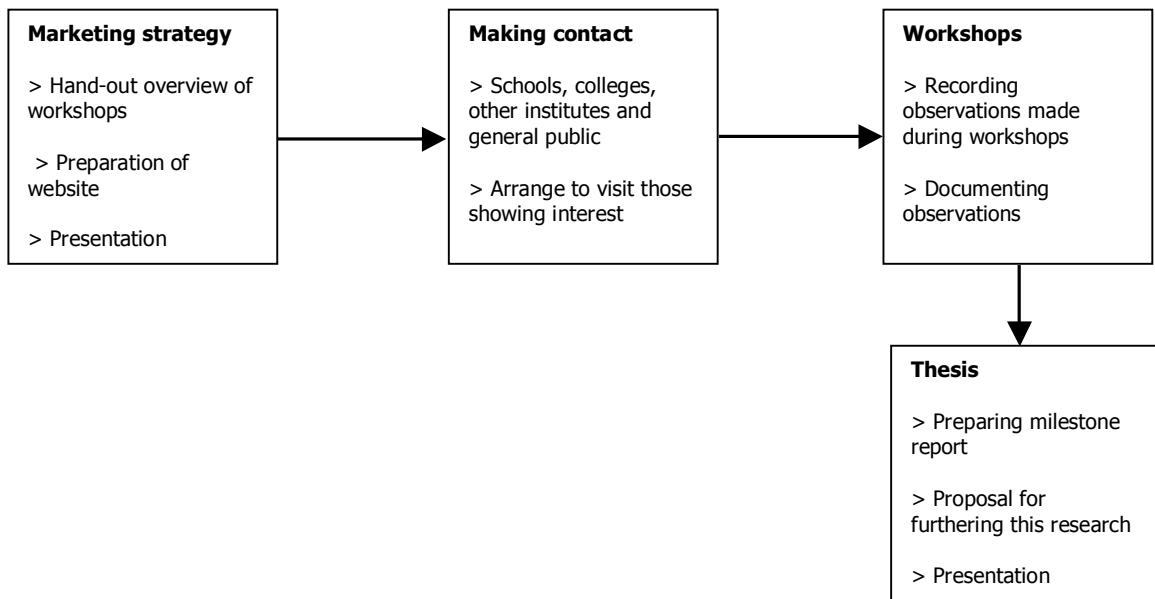 Marketing strategy
> Hand-out overview of
workshops
> Preparation of
website
> Presentation
Making contact
> Schools, colleges,
other institutes and
general public
> Arrange to visit those
showing interest
Workshops
> Recording
observations made
during workshops
> Documenting
observations
Thesis
> Preparing milestone
report
> Proposal for
furthering this research
> Presentation